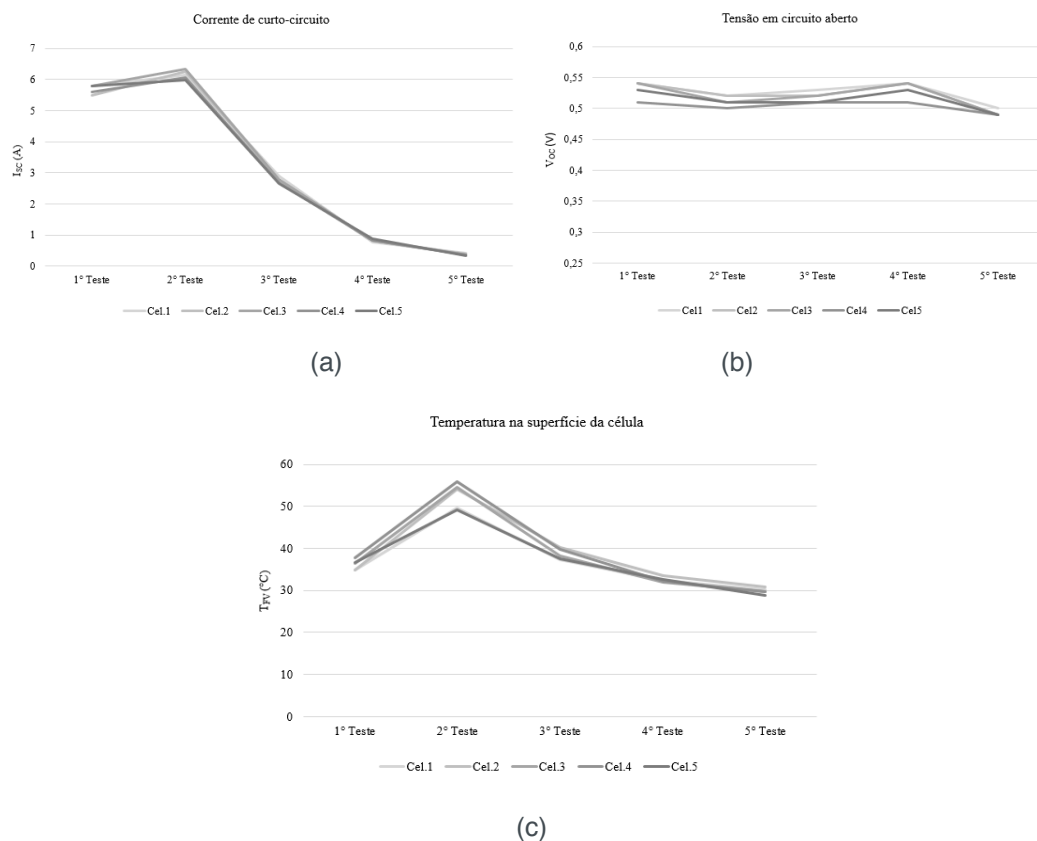 Corrente de curto-circuito
7
6
5
4
3
2
1
0
ISC (A)
1° Teste 2° Teste 3° Teste 4° Teste 5° Teste
Cel.1 Cel.2 Cel.3 Cel.4 Cel.5
(a)
Tensão em circuito aberto
0,6
0,55
0,5
0,45
0,4
0,35
0,3
0,25
VOC (V)
1° Teste 2° Teste 3° Teste 4° Teste 5° Teste
Cel1 Cel2 Cel3 Cel4 Cel5
(b)
Temperatura na superfície da célula
60
50
40
30
20
10
0
TFV (°C)
1° Teste 2° Teste 3° Teste 4° Teste 5° Teste
Cel.1 Cel.2 Cel.3 Cel.4 Cel.5
(c)